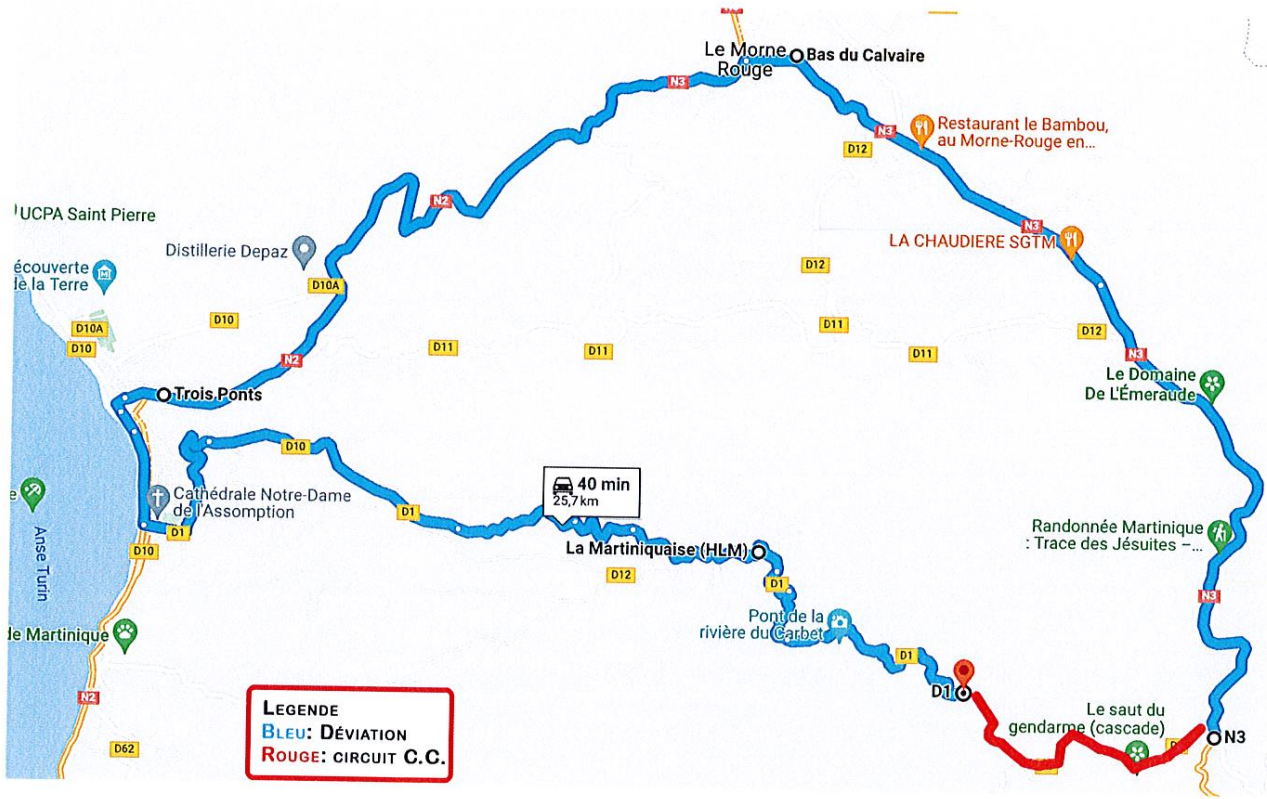 Le Morne
Rouge
Bas du Calvaire
N3
N3
Restaurant le Bambou,
au Morne-Rouge en...
D12
N2
UCPA Saint Pierre
N3
LA CHAUDIERE SGTM
Distillerie Depaz
écouverte
de la Terre
D12
D10A
D10
D10A
D11
D12
D10
D11
D11
D11
N2
N3
Le Domaine
De L'Émeraude
Trois Ponts
D10
40 min
25,7 km
Cathédrale Notre-Dame
de l'Assomption
D1
D1
Anse Turin
D10
La Martiniquaise (HLM)
Randonnée Martinique
: Trace des Jésuites –...
D12
D1
N3
Pont de la
rivière du Carbet
de Martinique
D1
N2
D1
LEGENDE
BLEU: DÉVIATION
ROUGE: CIRCUIT C.C.
Le saut du
gendarme (cascade)
N3
D62